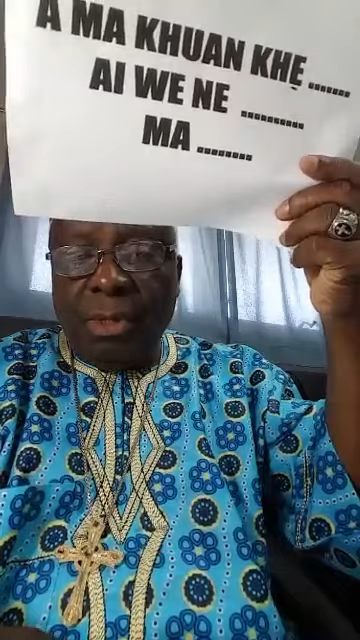 A MA KHUAN KHẸ ......
AI WE NE .........
MA ........